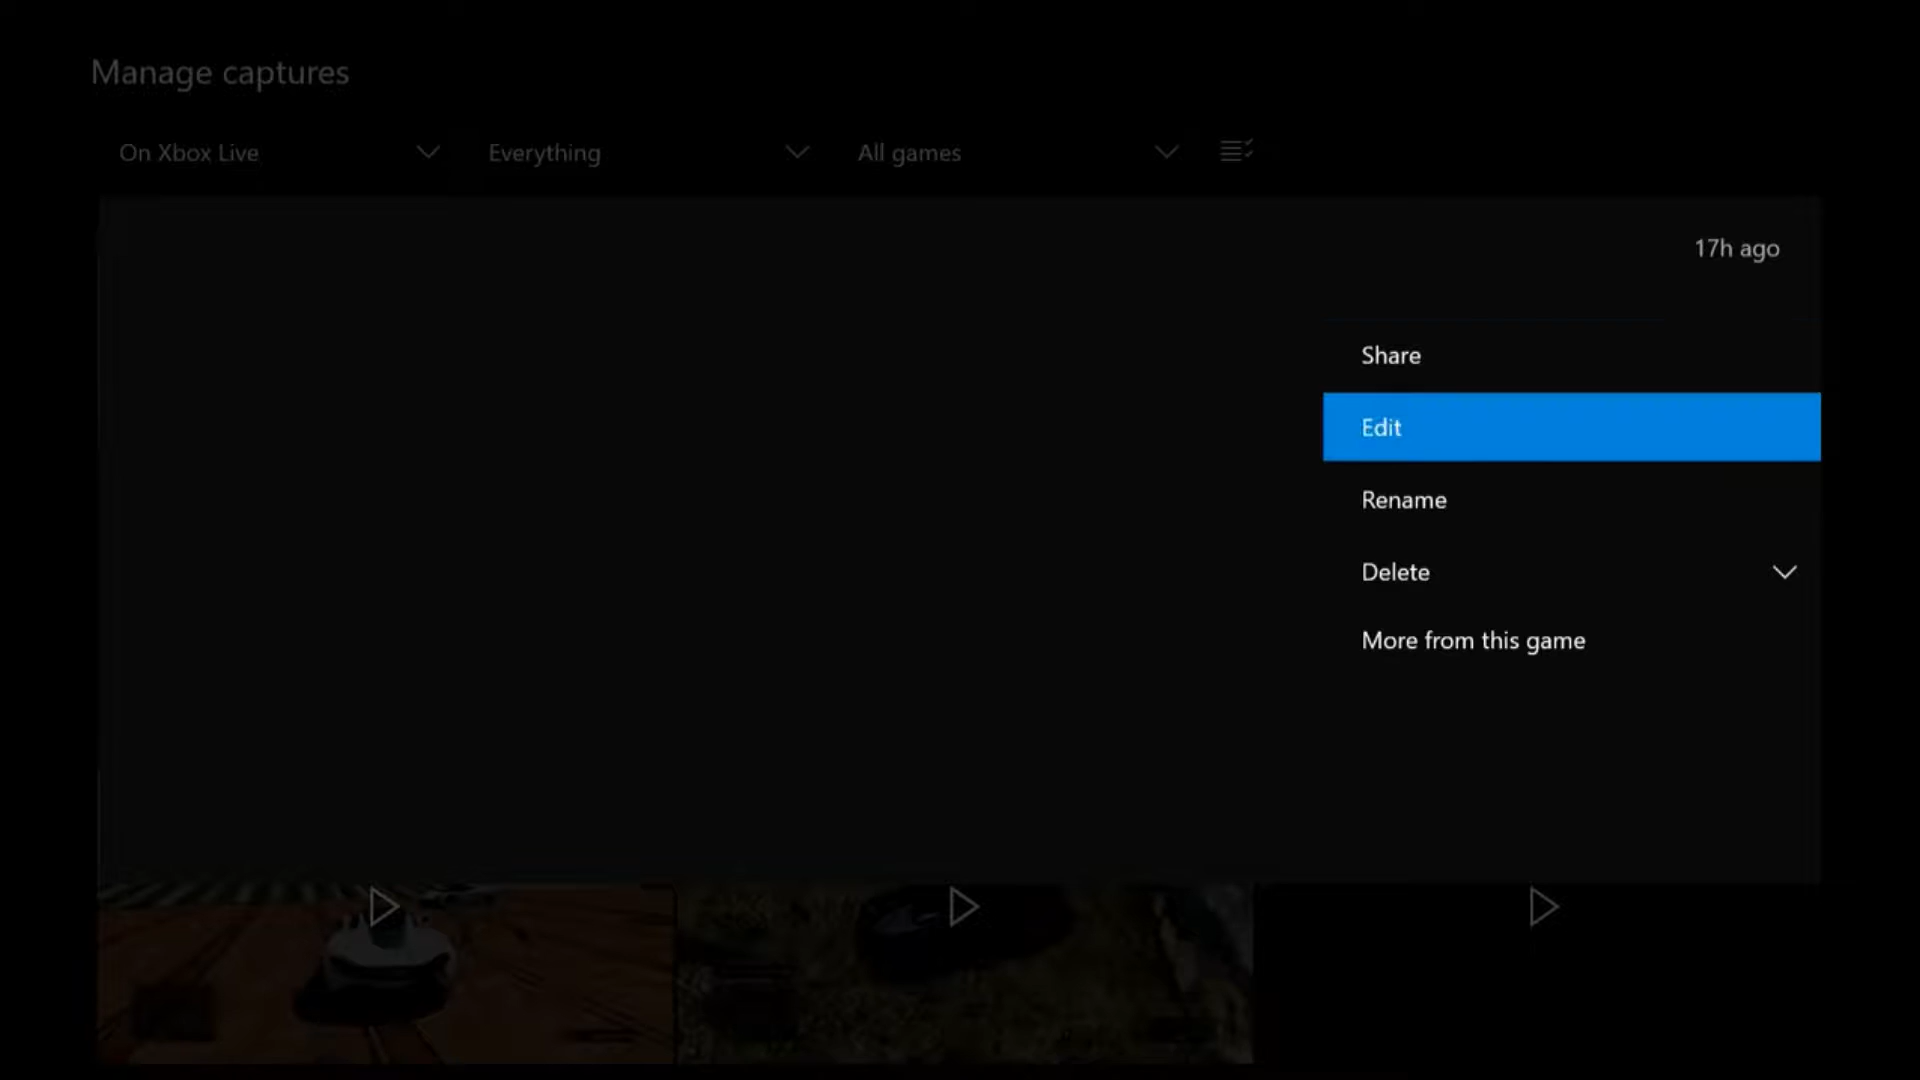 Manage captures
On Xbox Live
Everything
All games
17h ago
Share
Edit
Rename
Delete
More from this game